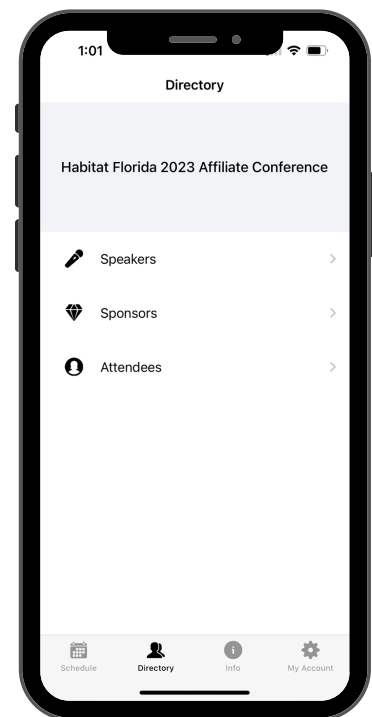 1:01
Directory
Habitat Florida 2023 Affiliate Conference
Speakers
Sponsors
Attendees
Schedule
Directory
Info
My Account